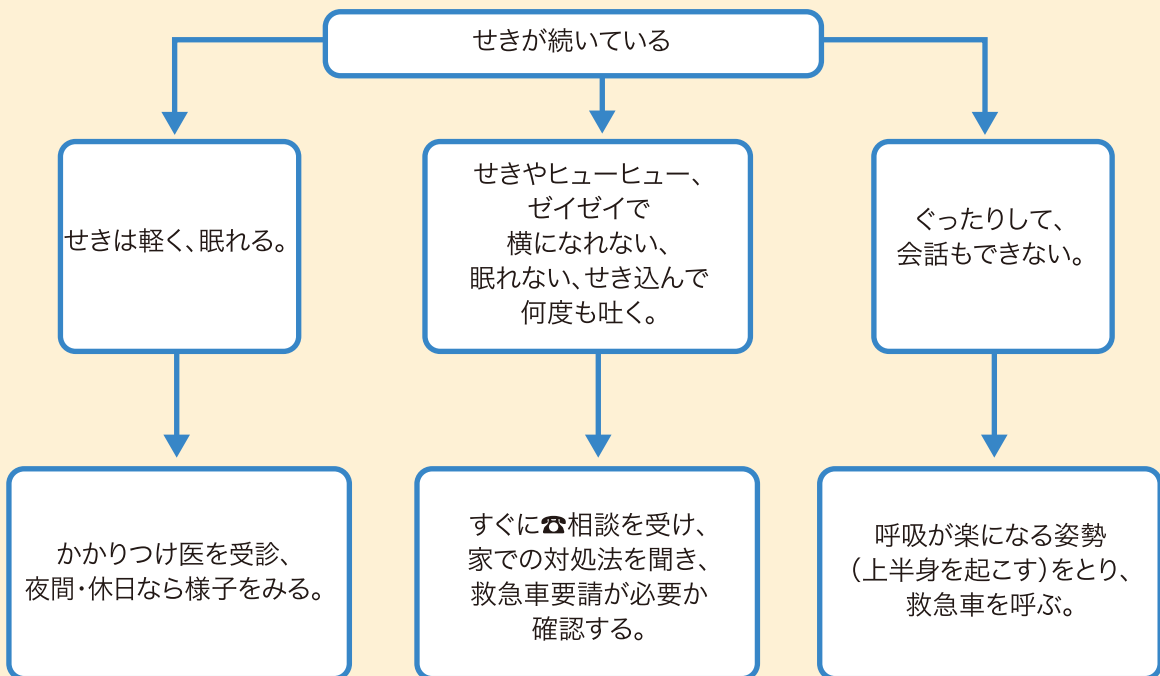 せきが続いている
せきは軽く、眠れる。
せきやヒューヒュー、
ゼイゼイで
横になれない、
眠れない、せき込んで
何度も吐く。
ぐったりして、
会話もできない。
かかりつけ医を受診、
夜間・休日なら様子をみる。
すぐに☎相談を受け、
家での対処法を聞き、
救急車要請が必要か
確認する。
呼吸が楽になる姿勢
（上半身を起こす）をとり、
救急車を呼ぶ。